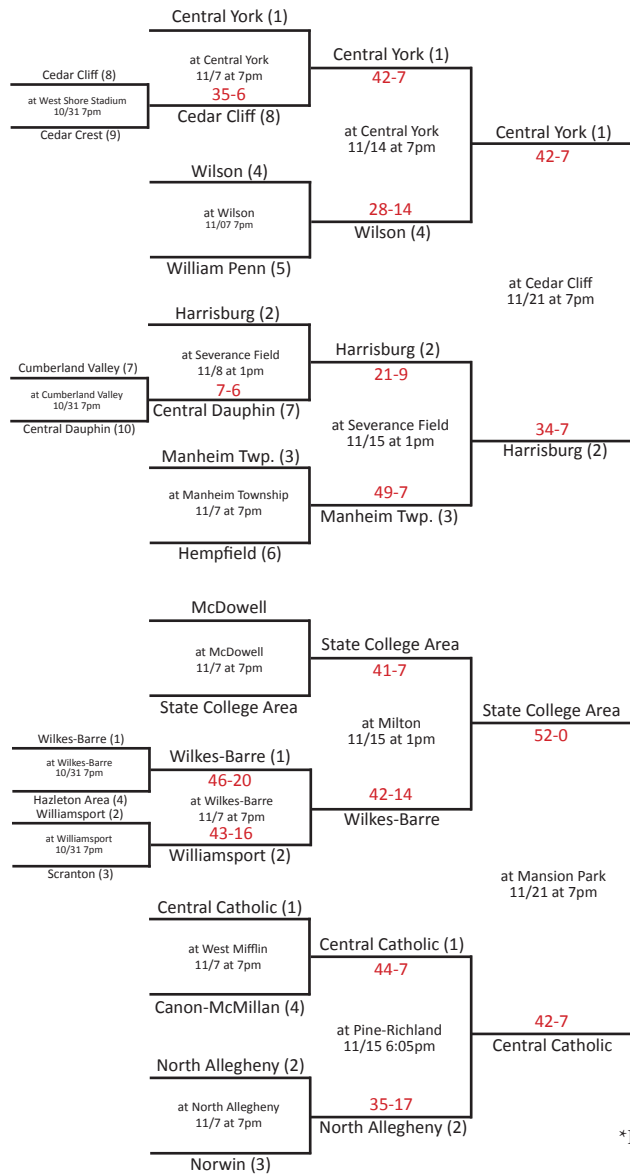 Central York (1)
at Central York
11/7 at 7pm
35-6
Cedar Cliff (8)
Cedar Cliff (8)
at West Shore Stadium
10/31 7pm
Cedar Crest (9)
Central York (1)
42-7
at Central York
11/14 at 7pm
Central York (1)
42-7
Wilson (4)
at Wilson
11/07 7pm
William Penn (5)
28-14
Wilson (4)
at Cedar Cliff
11/21 at 7pm
Harrisburg (2)
at Severance Field
11/8 at 1pm
7-6
Central Dauphin (7)
Cumberland Valley (7)
at Cumberland Valley
10/31 7pm
Central Dauphin (10)
Harrisburg (2)
21-9
at Severance Field
11/15 at 1pm
34-7
Harrisburg (2)
Manheim Twp. (3)
at Manheim Township
11/7 at 7pm
Hempfield (6)
49-7
Manheim Twp. (3)
McDowell
at McDowell
11/7 at 7pm
State College Area
State College Area
41-7
at Milton
11/15 at 1pm
State College Area
52-0
Wilkes-Barre (1)
at Wilkes-Barre
10/31 7pm
Hazleton Area (4)
Williamsport (2)
at Williamsport
10/31 7pm
Scranton (3)
Wilkes-Barre (1)
46-20
at Wilkes-Barre
11/7 at 7pm
43-16
Williamsport (2)
42-14
Wilkes-Barre
at Mansion Park
11/21 at 7pm
Central Catholic (1)
at West Mifflin
11/7 at 7pm
Canon-McMillan (4)
Central Catholic (1)
44-7
at Pine-Richland
11/15 6:05pm
42-7
Central Catholic
North Allegheny (2)
at North Allegheny
11/7 at 7pm
Norwin (3)
35-17
North Allegheny (2)